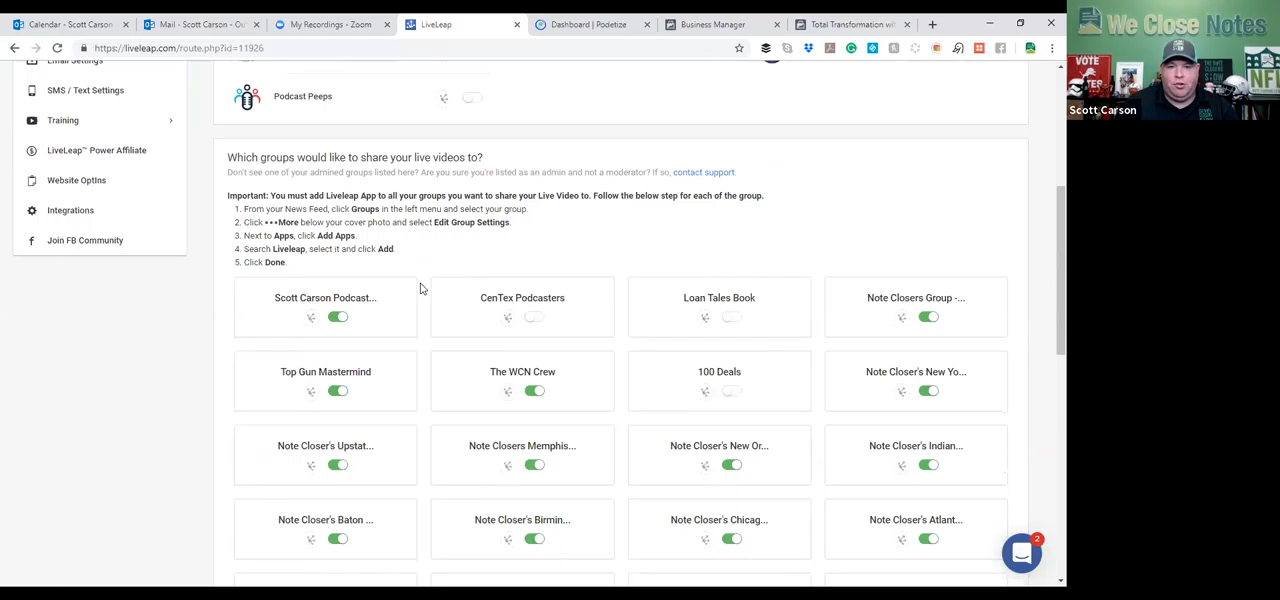 Calendar - Scott Carson
Mail - Scott Carson - Ou
My Recordings - Zoom
LiveLeap
Dashboard | Podetize
Business Manager
Total Transformation wi
https://liveleap.com/route.php?id=11926
We Close Notes
VOTE
NFL
Scott Carson
Email Settings
SMS / Text Settings
Training
LiveLeap™ Power Affiliate
Website OptIns
Integrations
Join FB Community
Podcast Peeps
Which groups would like to share your live videos to?
Don't see one of your admined groups listed here? Are you sure you're listed as an admin and not a moderator? If so, contact support.
Important: You must add Liveleap App to all your groups you want to share your Live Video to. Follow the below step for each of the group.
1. From your News Feed, click Groups in the left menu and select your group.
2. Click •••More below your cover photo and select Edit Group Settings.
3. Next to Apps, click Add Apps.
4. Search Liveleap, select it and click Add.
5. Click Done.
Scott Carson Podcast...
CenTex Podcasters
Loan Tales Book
Note Closers Group -...
Top Gun Mastermind
The WCN Crew
100 Deals
Note Closer's New Yo...
Note Closer's Upstat...
Note Closers Memphis...
Note Closer's New Or...
Note Closer's Indian...
Note Closer's Baton ...
Note Closer's Birmin...
Note Closer's Chicag...
Note Closer's Atlant...
2